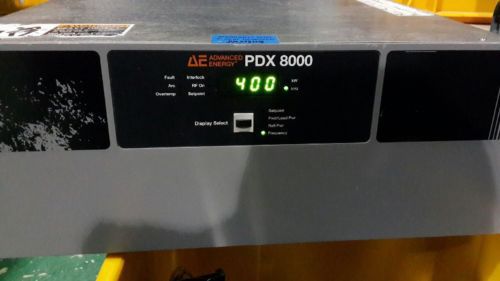 AE ADVANCED ENERGY® PDX 8000
Fault Interlock
Arc RF On
Overtemp Setpoint
400
kW
kHz
Display Select
Setpoint
Fwd/Load Pwr
Refl Pwr
Frequency